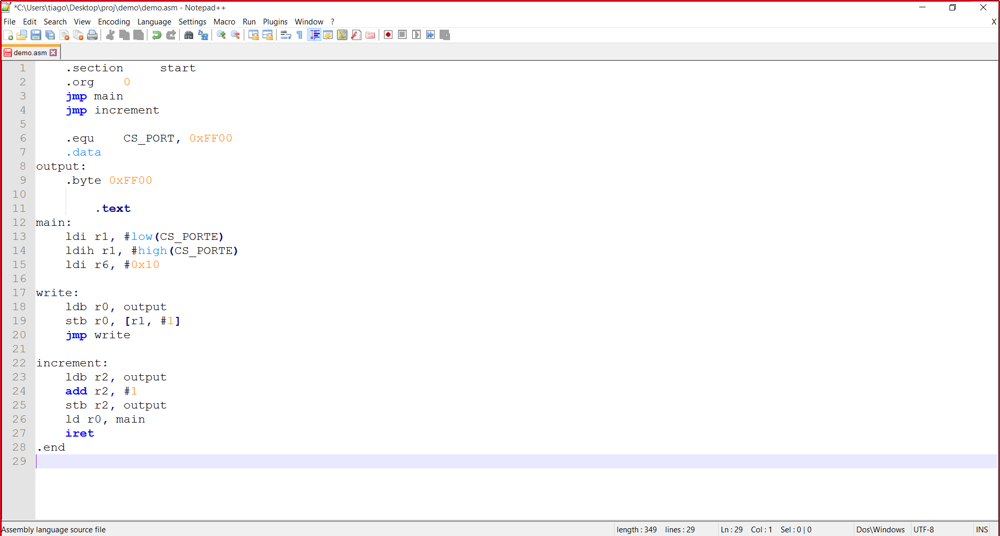 *C:\Users\tiago\Desktop\proj\demo\demo.asm - Notepad++
File Edit Search View Encoding Language Settings Macro Run Plugins Window ? X
demo.asm
1 .section start
2 .org 0
3 jmp main
4 jmp increment
5
6 .equ CS_PORT, 0xFF00
7 .data
8 output:
9 .byte 0xFF00
10
11 .text
12 main:
13 ldi r1, #low(CS_PORTE)
14 ldih r1, #high(CS_PORTE)
15 ldi r6, #0x10
16
17 write:
18 ldb r0, output
19 stb r0, [r1, #1]
20 jmp write
21
22 increment:
23 ldb r2, output
24 add r2, #1
25 stb r2, output
26 ld r0, main
27 iret
28 .end
29
Assembly language source file length : 349 lines : 29 Ln : 29 Col : 1 Sel : 0 | 0 Dos\Windows UTF-8 INS